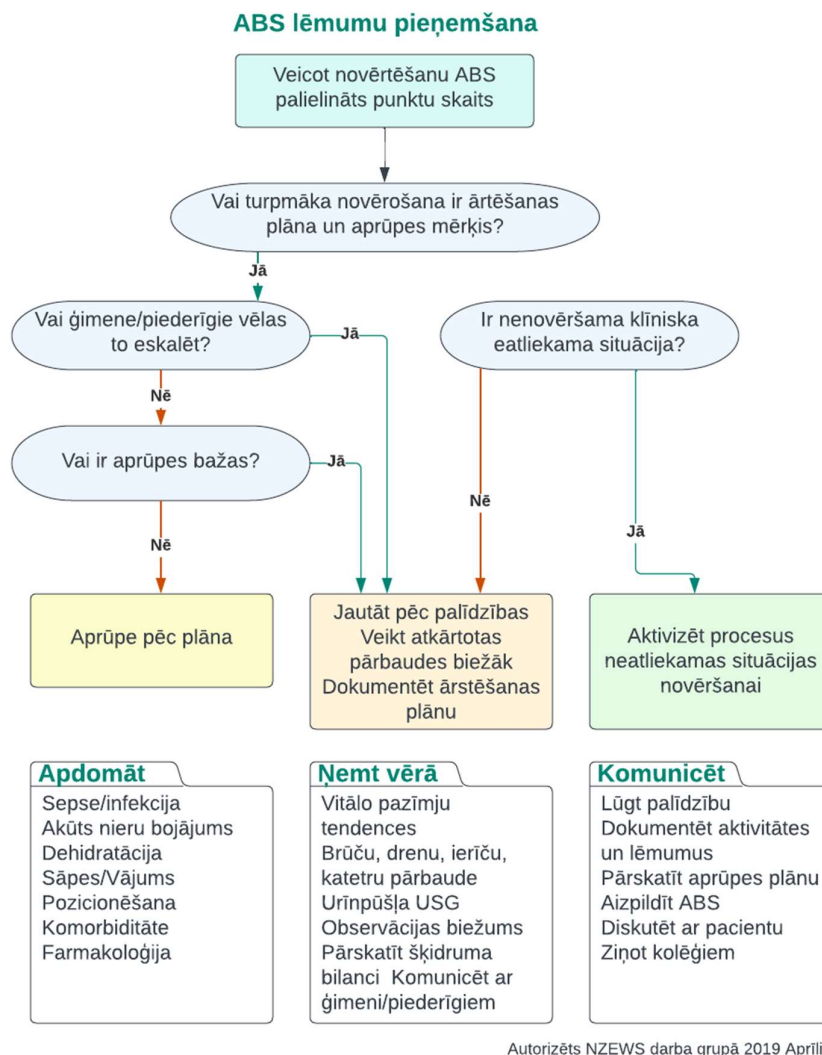 ABS lēmumu pieņemšana
Veicot novērtēšanu ABS
palielināts punktu skaits
Vai turpmāka novērošana ir ārtēšanas
plāna un aprūpes mērķis?
Jā
Vai ģimene/piederīgie vēlas
to eskalēt?
Jā
Ir nenovēršama klīniska
eatliekama situācija?
Nē
Vai ir aprūpes bažas?
Jā
Nē
Jā
Nē
Aprūpe pēc plāna
Jautāt pēc palīdzības
Veikt atkārtotas
pārbaudes biežāk
Dokumentēt ārstēšanas
plānu
Aktivizēt procesus
neatliekamas situācijas
novēršanai
Apdomāt
Sepse/infekcija
Akūts nieru bojājums
Dehidratācija
Sāpes/Vājums
Pozicionēšana
Komorbiditāte
Farmakoloģija
Ņemt vērā
Vitālo pazīmju
tendences
Brūču, drenu, ierīču,
katetru pārbaude
Urīnpūšļa USG
Observācijas biežums
Pārskatīt šķidruma
bilanci Komunicēt ar
ģimeni/piederīgiem
Komunicēt
Lūgt palīdzību
Dokumentēt aktivitātes
un lēmumus
Pārskatīt aprūpes plānu
Aizpildīt ABS
Diskutēt ar pacientu
Ziņot kolēģiem
Autorizēts NZEWS darba grupā 2019 Aprīli